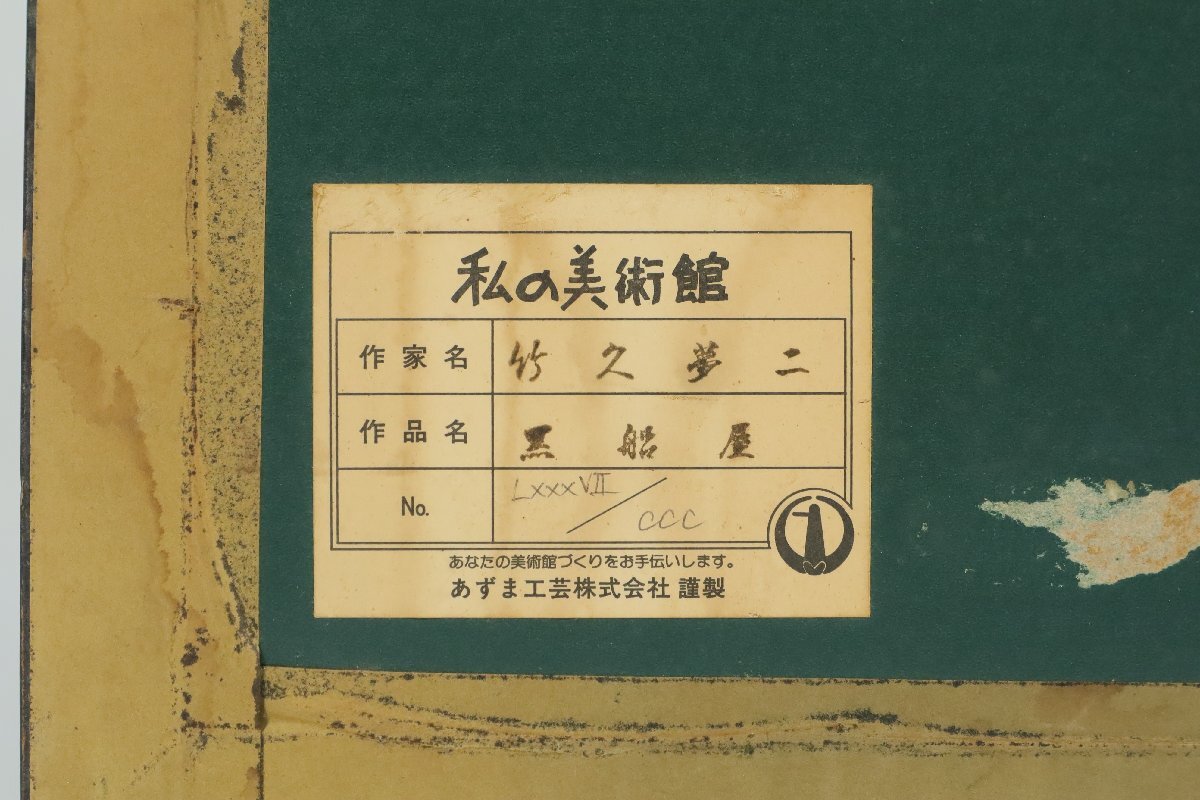 私の美術館
作家名 竹久夢二
作品名 黒船屋
No. LXXXVII/CCC
あなたの美術館づくりをお手伝いします。
あずま工芸株式会社 謹製